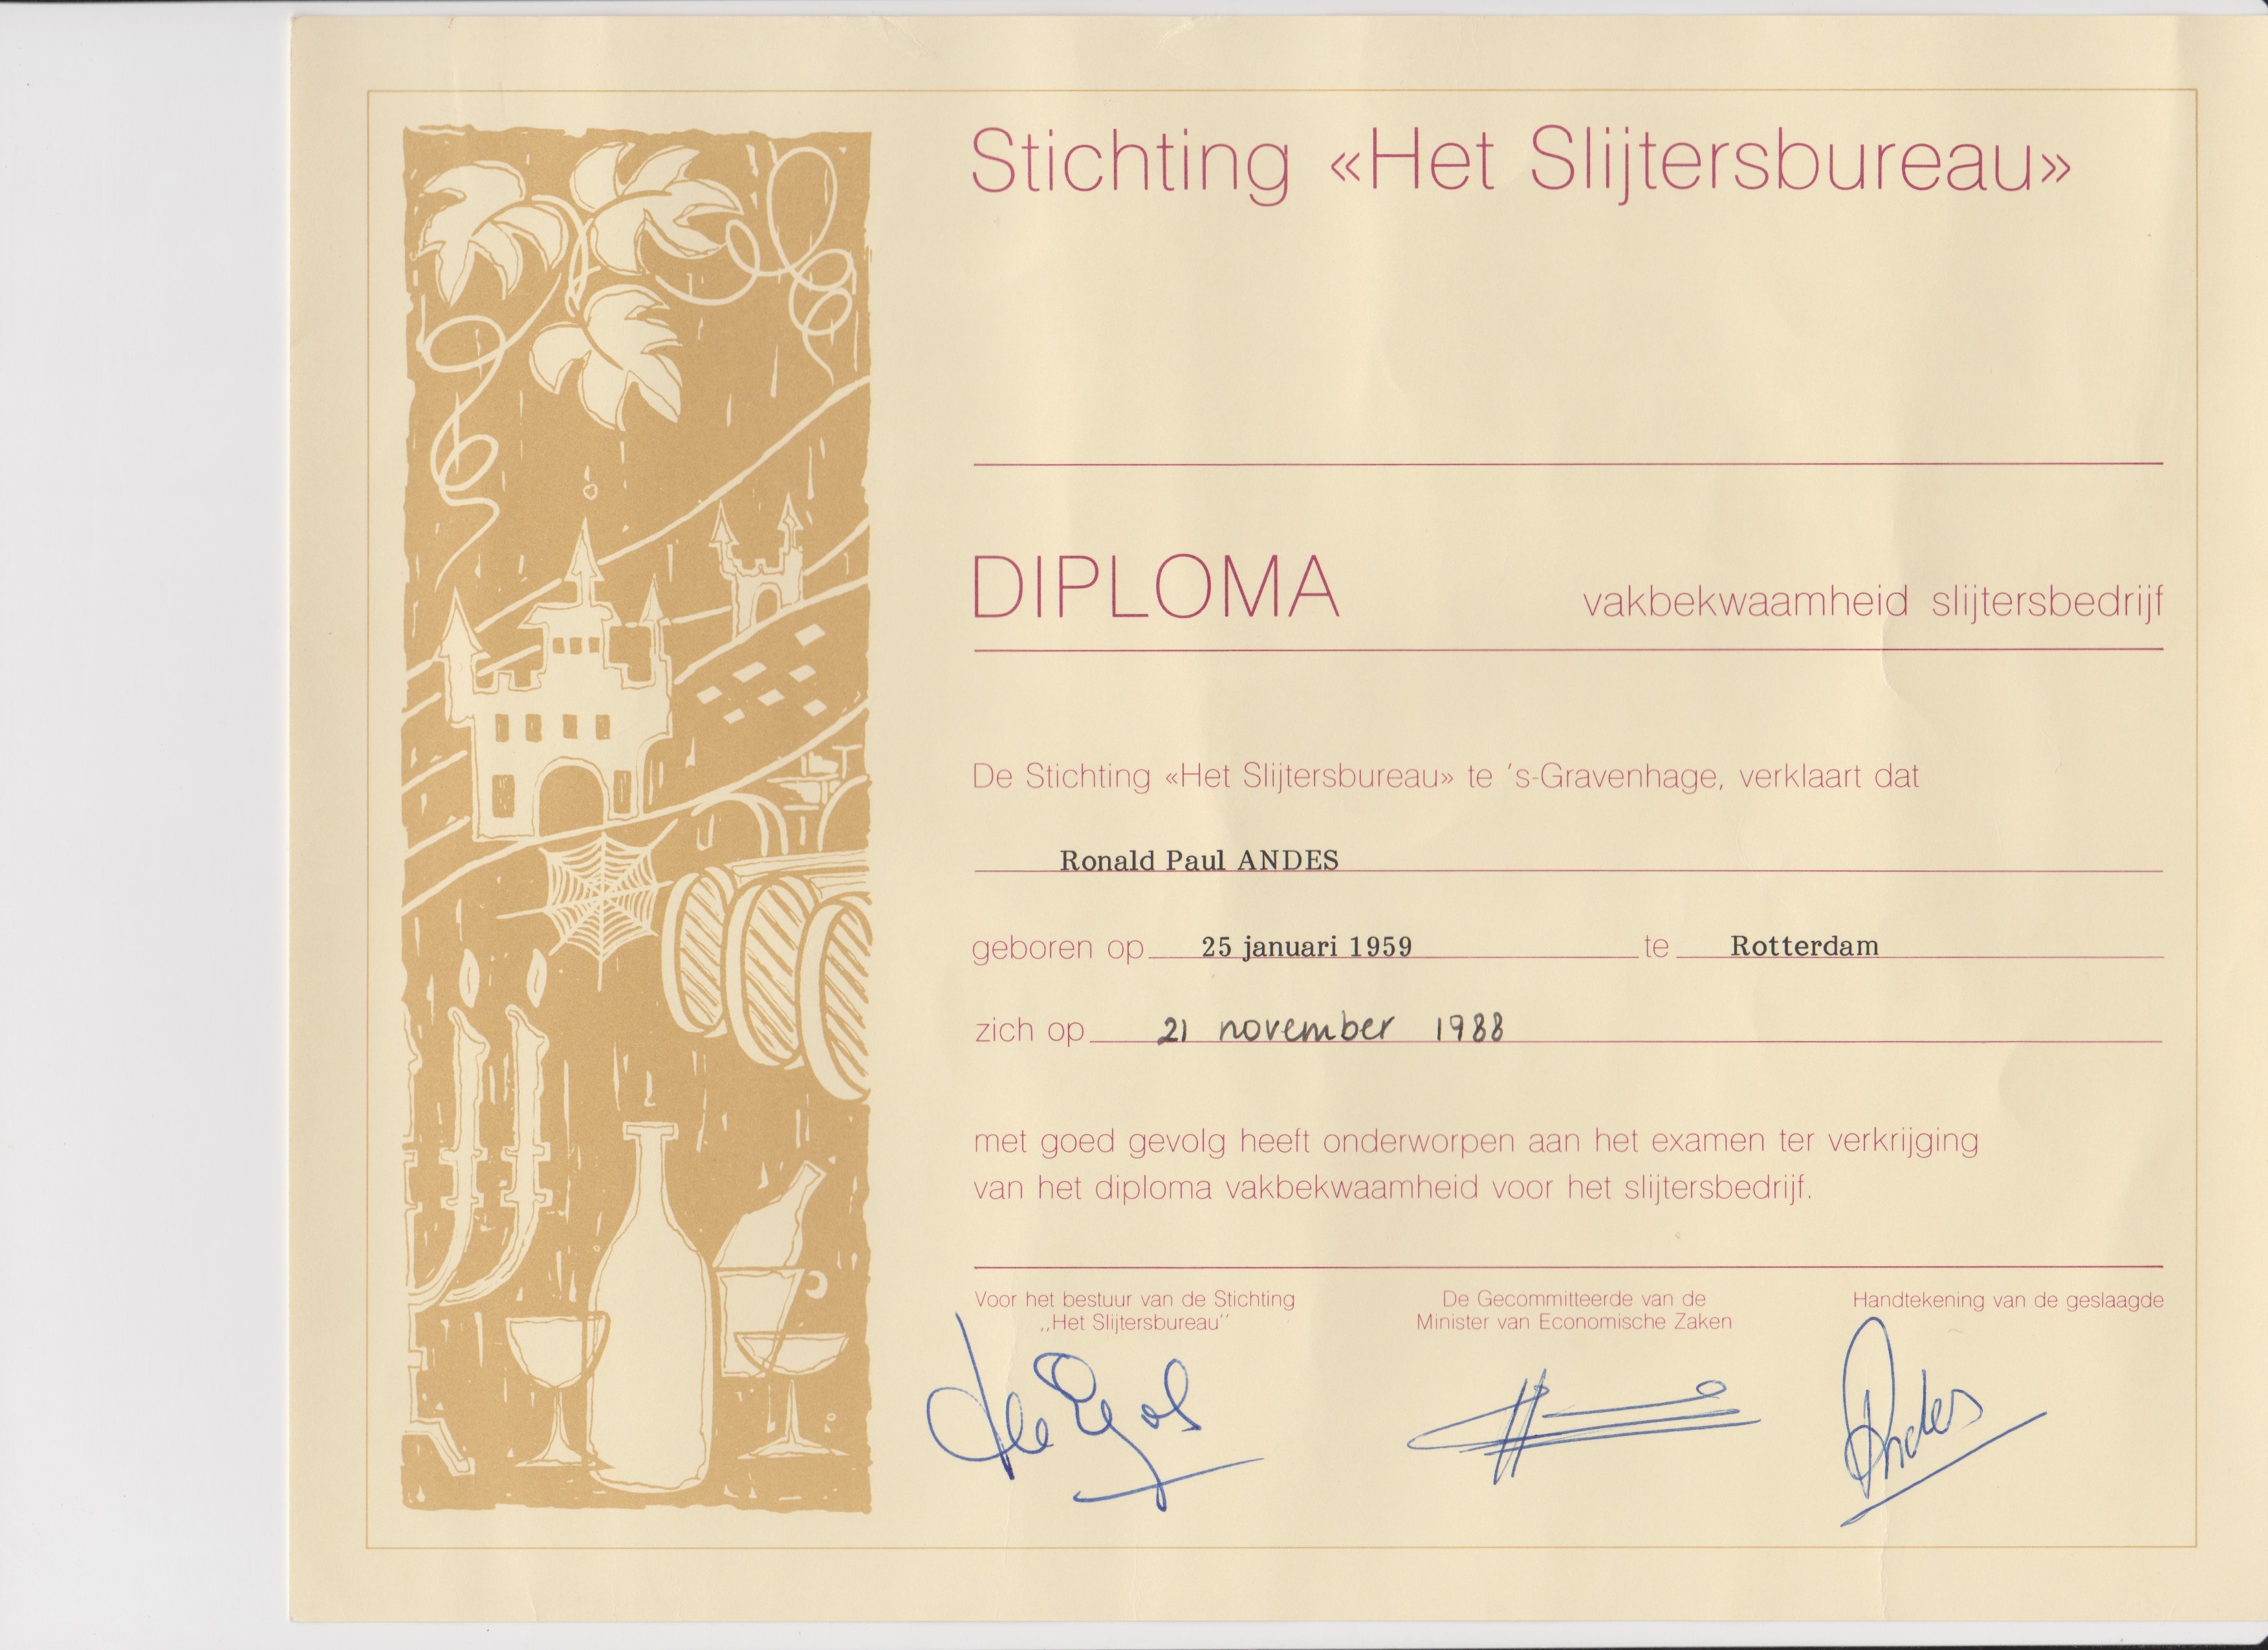 Stichting «Het Slijtersbureau»
DIPLOMA vakbekwaamheid slijtersbedrijf
De Stichting «Het Slijtersbureau» te 's-Gravenhage, verklaart dat
Ronald Paul ANDES
geboren op 25 januari 1959 te Rotterdam
zich op 21 november 1988
met goed gevolg heeft onderworpen aan het examen ter verkrijging
van het diploma vakbekwaamheid voor het slijtersbedrijf.
Voor het bestuur van de Stichting
,,Het Slijtersbureau''
De Gecommitteerde van de
Minister van Economische Zaken
Handtekening van de geslaagde
Andes